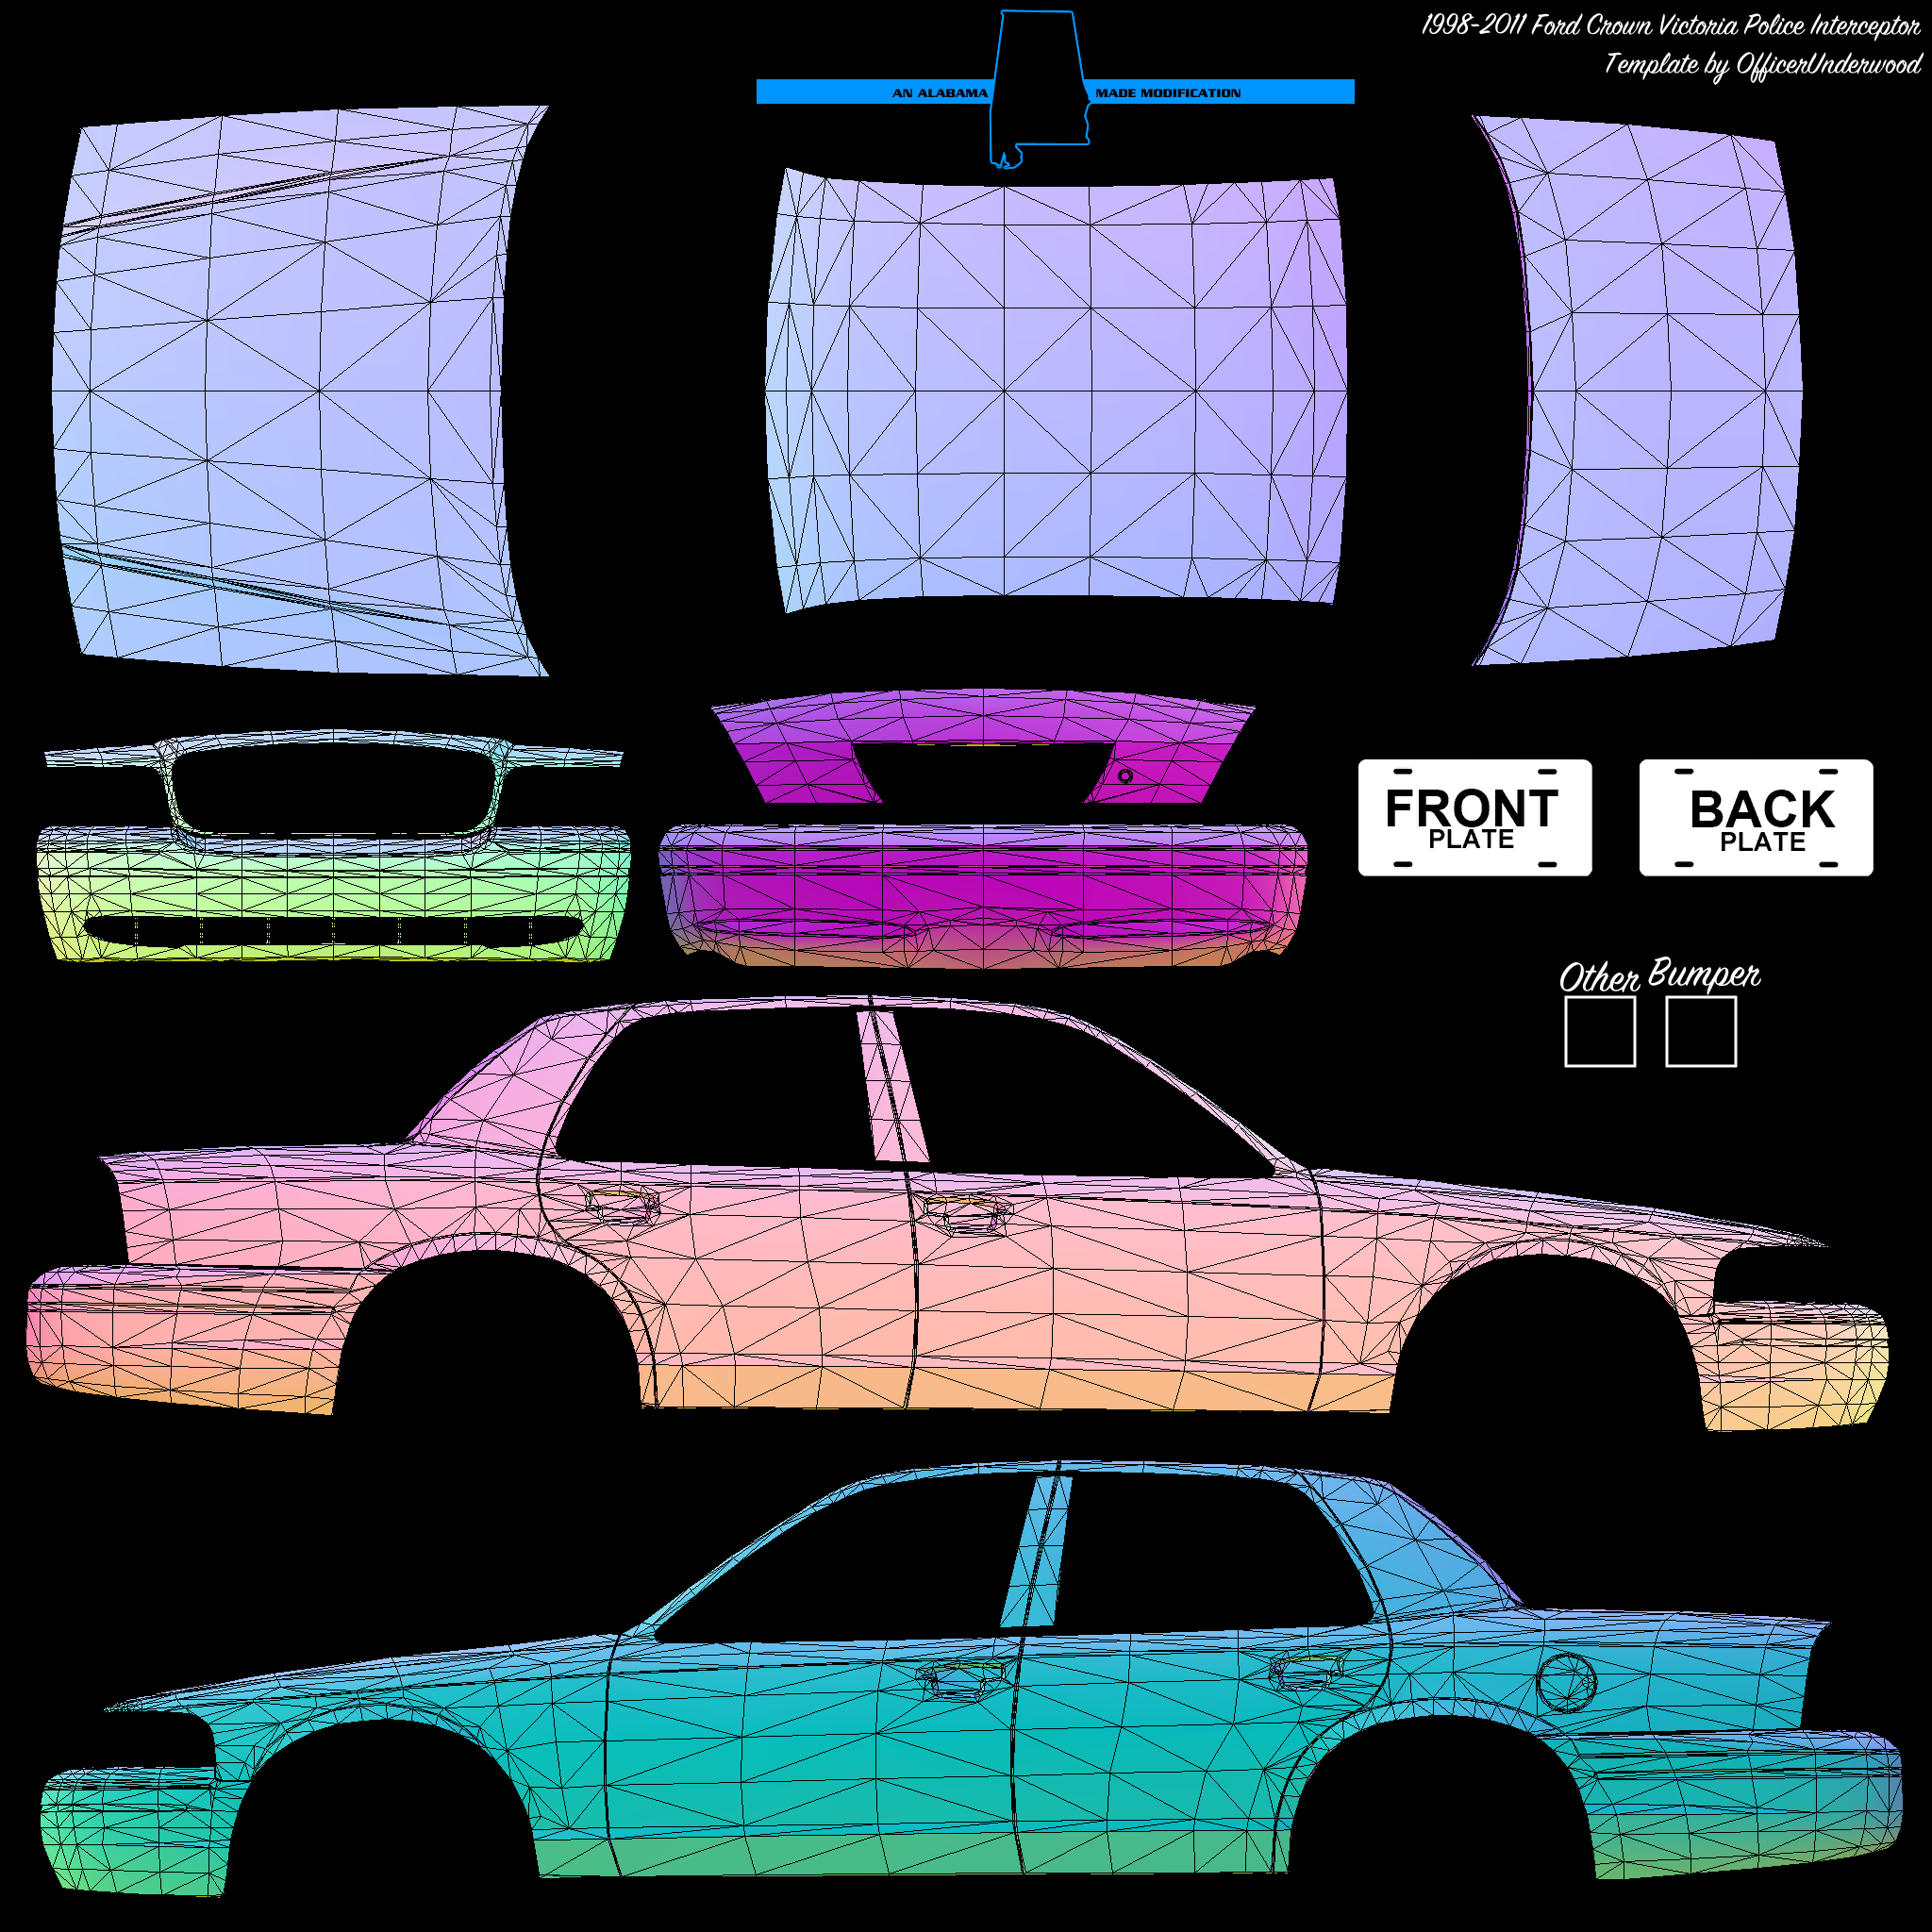 1998-2011 Ford Crown Victoria Police Interceptor
Template by OfficerUnderwood
AN ALABAMA MADE MODIFICATION
FRONT
PLATE
BACK
PLATE
Other Bumper